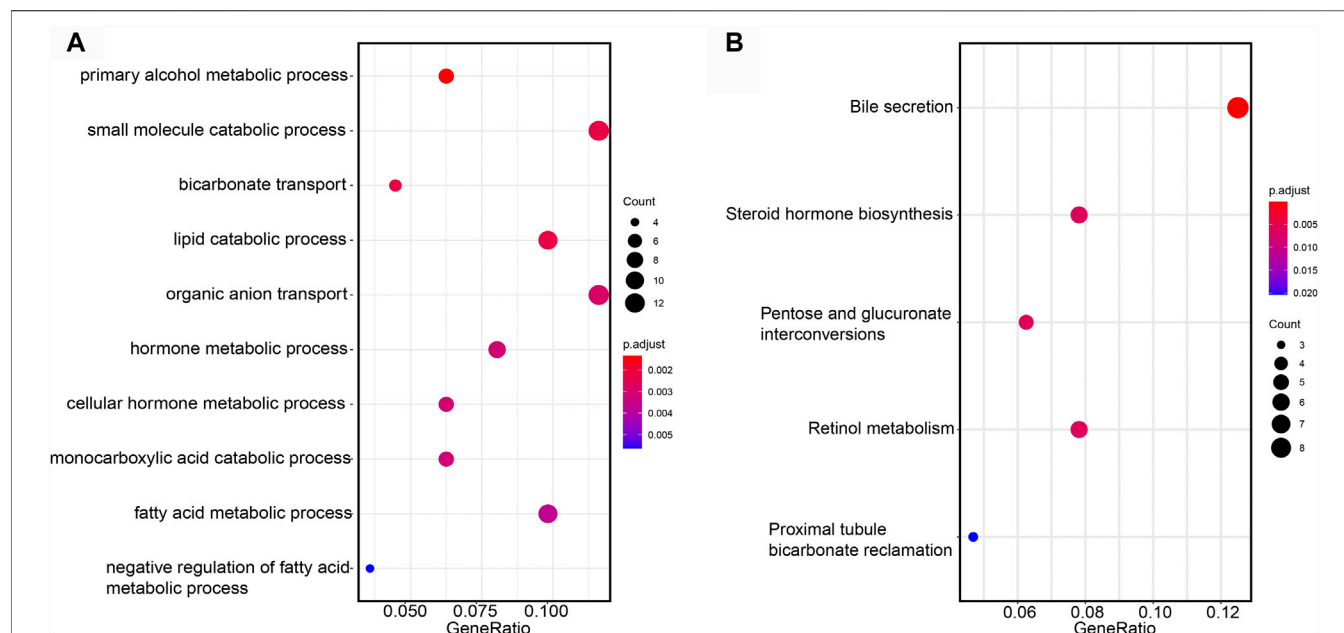 A
primary alcohol metabolic process
small molecule catabolic process
bicarbonate transport
lipid catabolic process
organic anion transport
hormone metabolic process
cellular hormone metabolic process
monocarboxylic acid catabolic process
fatty acid metabolic process
negative regulation of fatty acid
metabolic process
0.050 0.075 0.100
GeneRatio
Count
4
6
8
10
12
p.adjust
0.002
0.003
0.004
0.005
B
Bile secretion
Steroid hormone biosynthesis
Pentose and glucuronate
interconversions
Retinol metabolism
Proximal tubule
bicarbonate reclamation
0.06 0.08 0.10 0.12
GeneRatio
p.adjust
0.005
0.010
0.015
0.020
Count
3
4
5
6
7
8